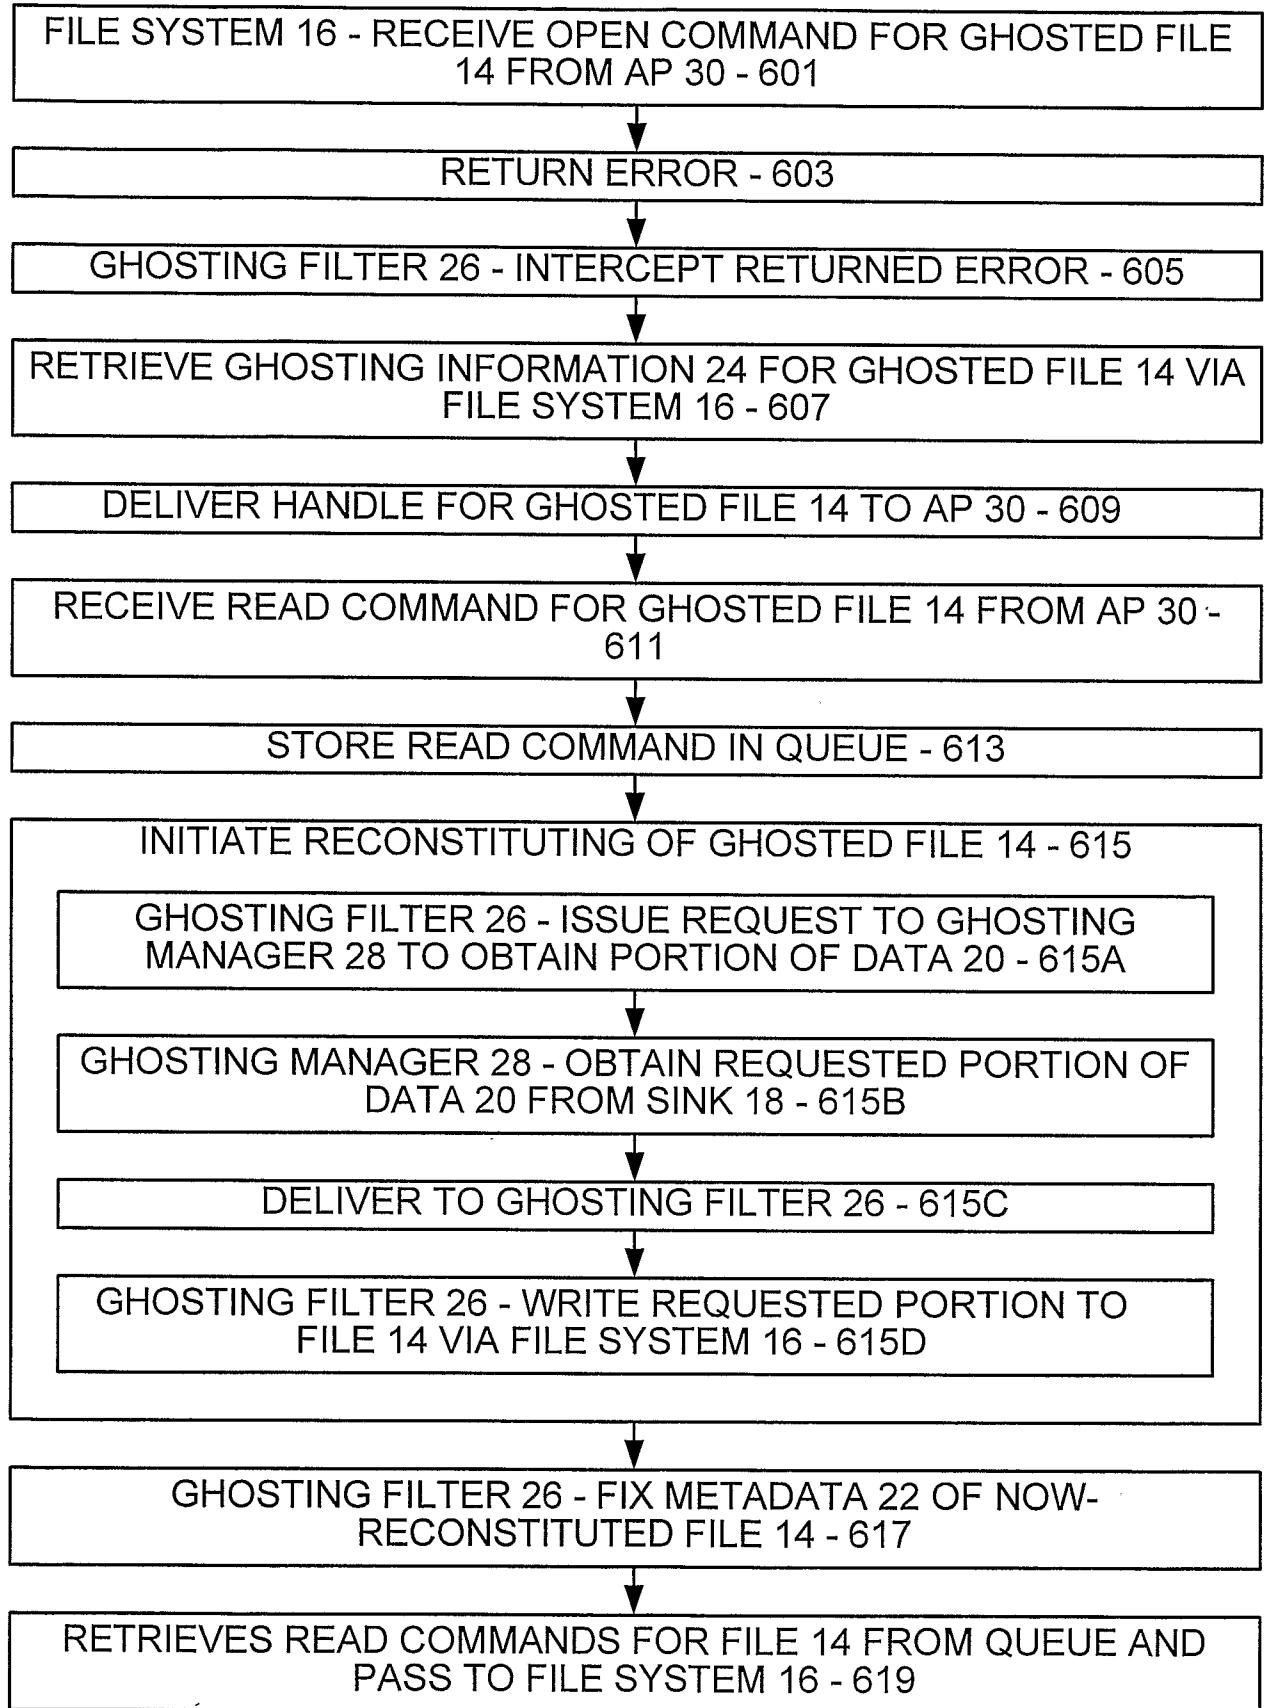 FILE SYSTEM 16 - RECEIVE OPEN COMMAND FOR GHOSTED FILE
14 FROM AP 30 - 601
RETURN ERROR - 603
GHOSTING FILTER 26 - INTERCEPT RETURNED ERROR - 605
RETRIEVE GHOSTING INFORMATION 24 FOR GHOSTED FILE 14 VIA
FILE SYSTEM 16 - 607
DELIVER HANDLE FOR GHOSTED FILE 14 TO AP 30 - 609
RECEIVE READ COMMAND FOR GHOSTED FILE 14 FROM AP 30 -
611
STORE READ COMMAND IN QUEUE - 613
INITIATE RECONSTITUTING OF GHOSTED FILE 14 - 615
GHOSTING FILTER 26 - ISSUE REQUEST TO GHOSTING
MANAGER 28 TO OBTAIN PORTION OF DATA 20 - 615A
GHOSTING MANAGER 28 - OBTAIN REQUESTED PORTION OF
DATA 20 FROM SINK 18 - 615B
DELIVER TO GHOSTING FILTER 26 - 615C
GHOSTING FILTER 26 - WRITE REQUESTED PORTION TO
FILE 14 VIA FILE SYSTEM 16 - 615D
GHOSTING FILTER 26 - FIX METADATA 22 OF NOW-
RECONSTITUTED FILE 14 - 617
RETRIEVES READ COMMANDS FOR FILE 14 FROM QUEUE AND
PASS TO FILE SYSTEM 16 - 619